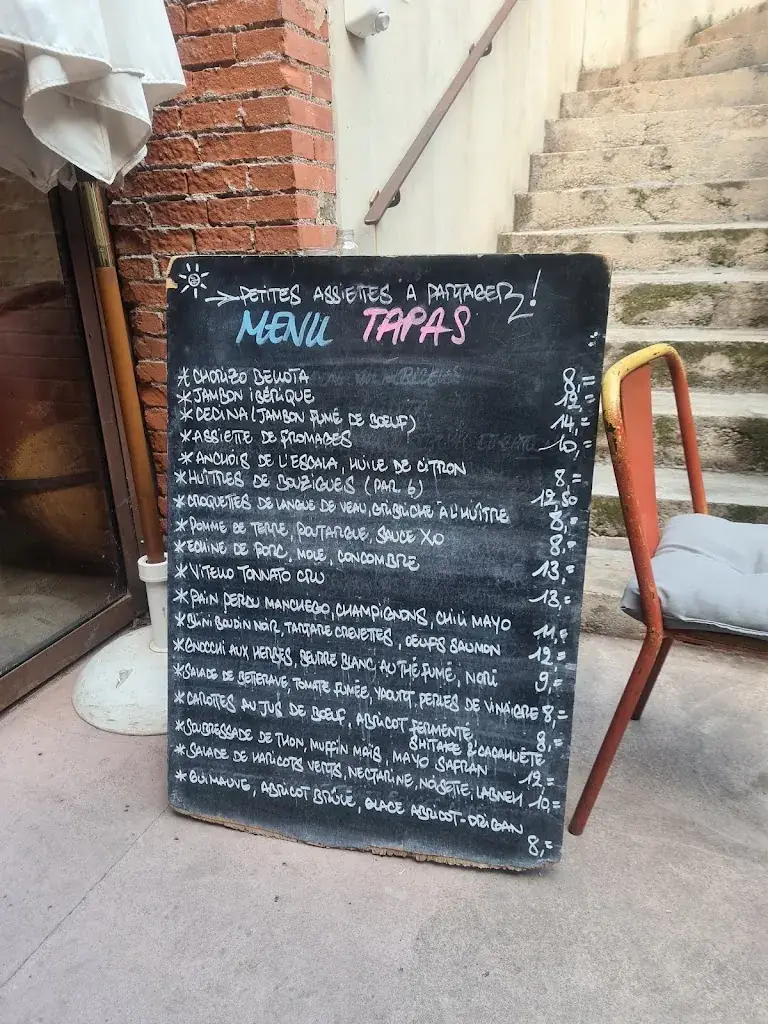 → PETITES ASSIETTES A PARTAGER !
MENU TAPAS
* CHORIZO BELLOTA 8,=
* JAMBON IBÉRIQUE 12,=
* CECINA (JAMBON FUMÉ DE BOEUF) 14,=
* ASSIETTE DE FROMAGES 10,=
* ANCHOIS DE L'ESCALA, HUILE DE CITRON 8,=
* HUÎTRES DE BOUZIGUES (PAR 6) 12,50
* CROQUETTES DE LANGUE DE VEAU, GRIBICHE À L'HUÎTRE 8,=
* POMME DE TERRE, POUTARGUE, SAUCE XO 8,=
* ECHINE DE PORC, MOLE, CONCOMBRE 13,=
* VITELLO TONNATO CRU 13,=
* PAIN PERDU MANCHEGO, CHAMPIGNONS, CHILI MAYO 11,=
* BLINI BOUDIN NOIR, TARTARE CREVETTES, OEUFS SAUMON 12,=
* GNOCCHI AUX HERBES, BEURRE BLANC AU THÉ FUMÉ, NORI 9,=
* SALADE DE BETTERAVE, TOMATE FUMÉE, YAOURT, PERLES DE VINAIGRE 8,=
* CAROTTES AU JUS DE BOEUF, ABRICOT FERMENTÉ,
SHITAKE & CACAHUÈTE 8,=
* SOUBRESSADE DE THON, MUFFIN MAÏS, MAYO SAFRAN 12,=
* SALADE DE HARICOTS VERTS, NECTARINE, NOISETTE, LABNEH 10,=
* GUIMAUVE, ABRICOT BRÛLÉ, GLACE ABRICOT-ORIGAN
8,=